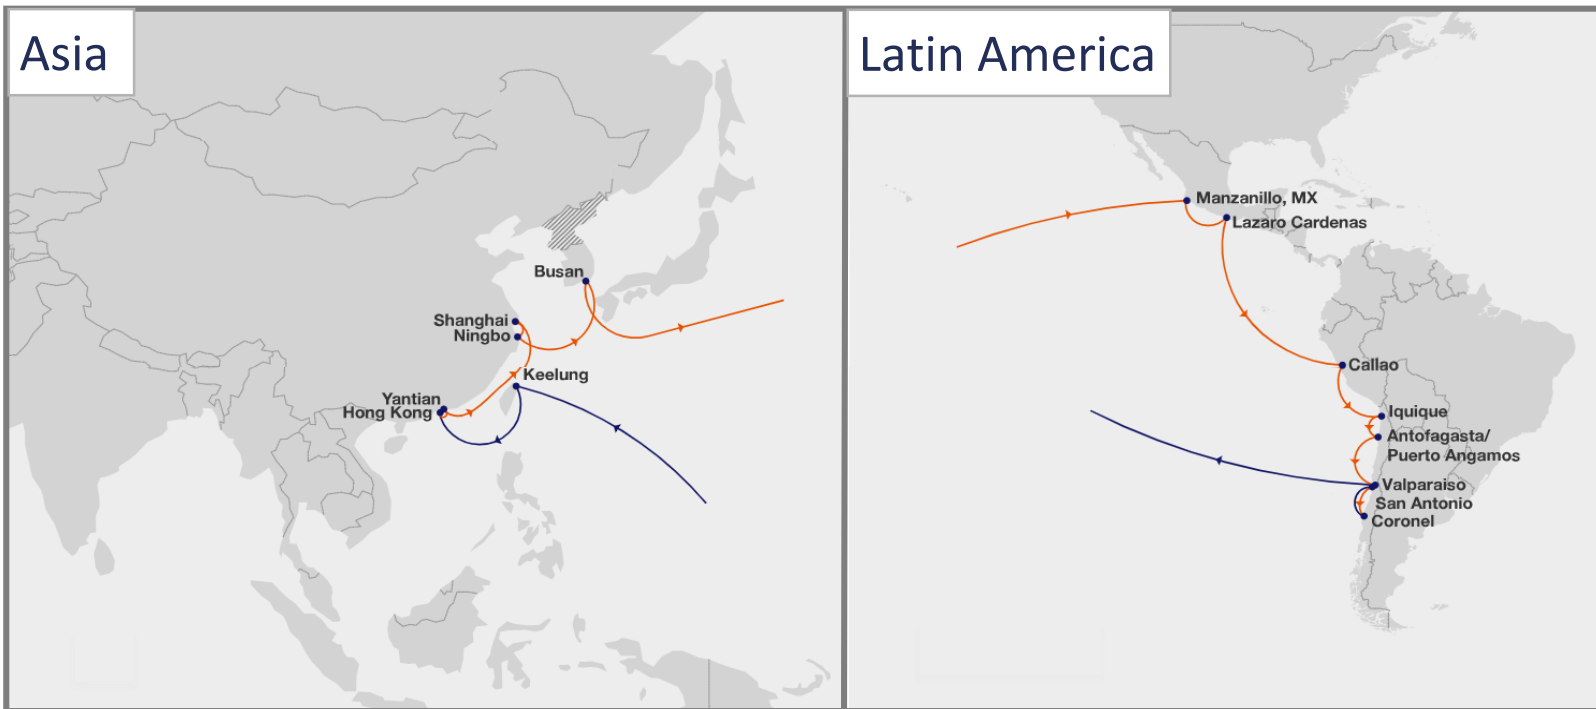 Asia
Latin America
Busan
Shanghai
Ningbo
Keelung
Yantian
Hong Kong
Manzanillo, MX
Lazaro Cardenas
Callao
Iquique
Antofagasta/
Puerto Angamos
Valparaiso
San Antonio
Coronel